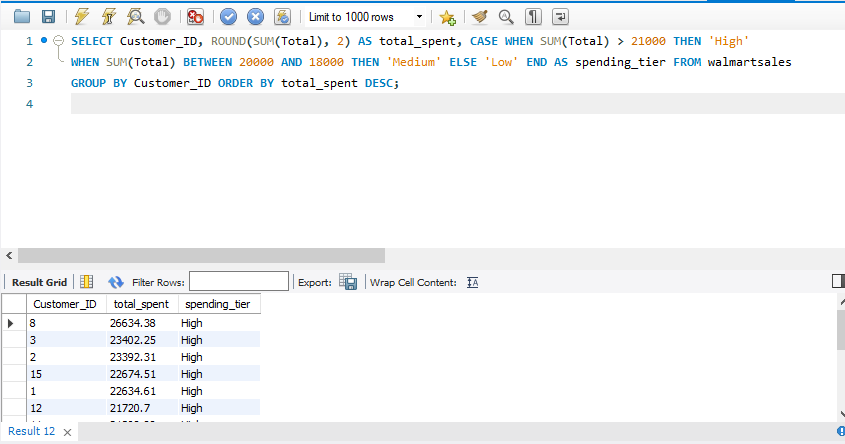 Limit to 1000 rows
1 SELECT Customer_ID, ROUND(SUM(Total), 2) AS total_spent, CASE WHEN SUM(Total) > 21000 THEN 'High'
2 WHEN SUM(Total) BETWEEN 20000 AND 18000 THEN 'Medium' ELSE 'Low' END AS spending_tier FROM walmartsales
3 GROUP BY Customer_ID ORDER BY total_spent DESC;
4
Result Grid Filter Rows: Export: Wrap Cell Content: IA
Customer_ID total_spent spending_tier
8 26634.38 High
3 23402.25 High
2 23392.31 High
15 22674.51 High
1 22634.61 High
12 21720.7 High
Result 12